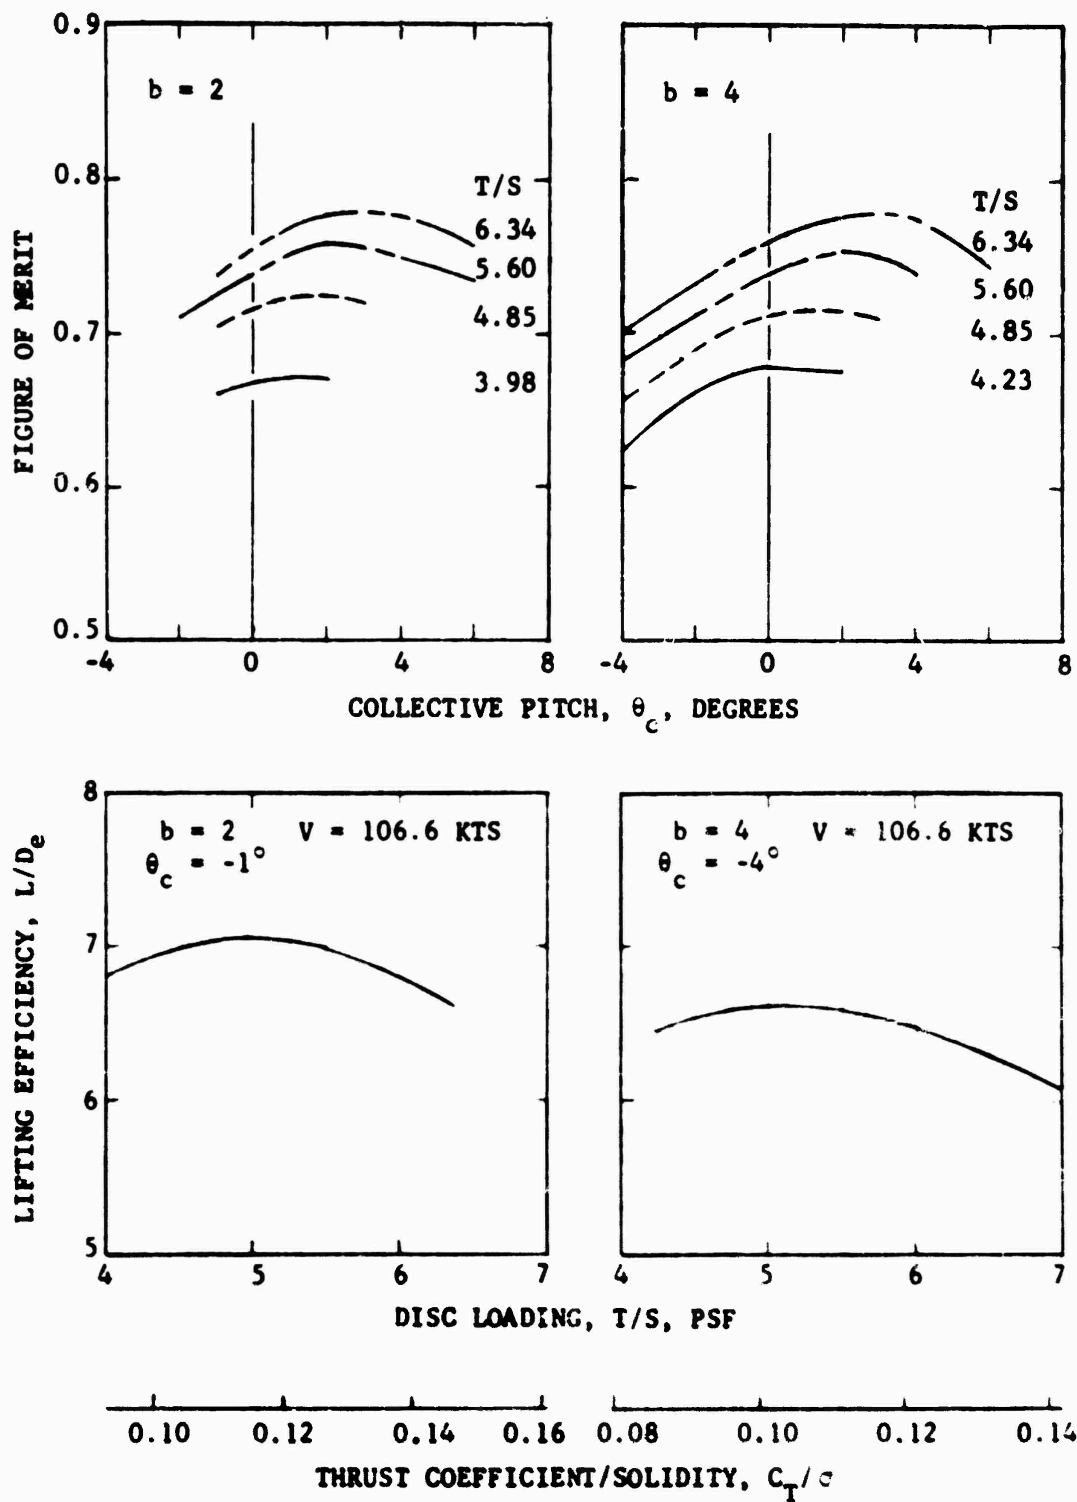 FIGURE OF MERIT
0.9
0.8
0.7
0.6
0.5
b = 2
T/S
6.34
5.60
4.85
3.98
-4 0 4 8
b = 4
T/S
6.34
5.60
4.85
4.23
-4 0 4 8
COLLECTIVE PITCH, θc, DEGREES
LIFTING EFFICIENCY, L/De
8
7
6
5
b = 2 V = 106.6 KTS
θc = -1°
4 5 6 7
b = 4 V = 106.6 KTS
θc = -4°
4 5 6 7
DISC LOADING, T/S, PSF
0.10 0.12 0.14 0.16
0.08 0.10 0.12 0.14
THRUST COEFFICIENT/SOLIDITY, CT/σ